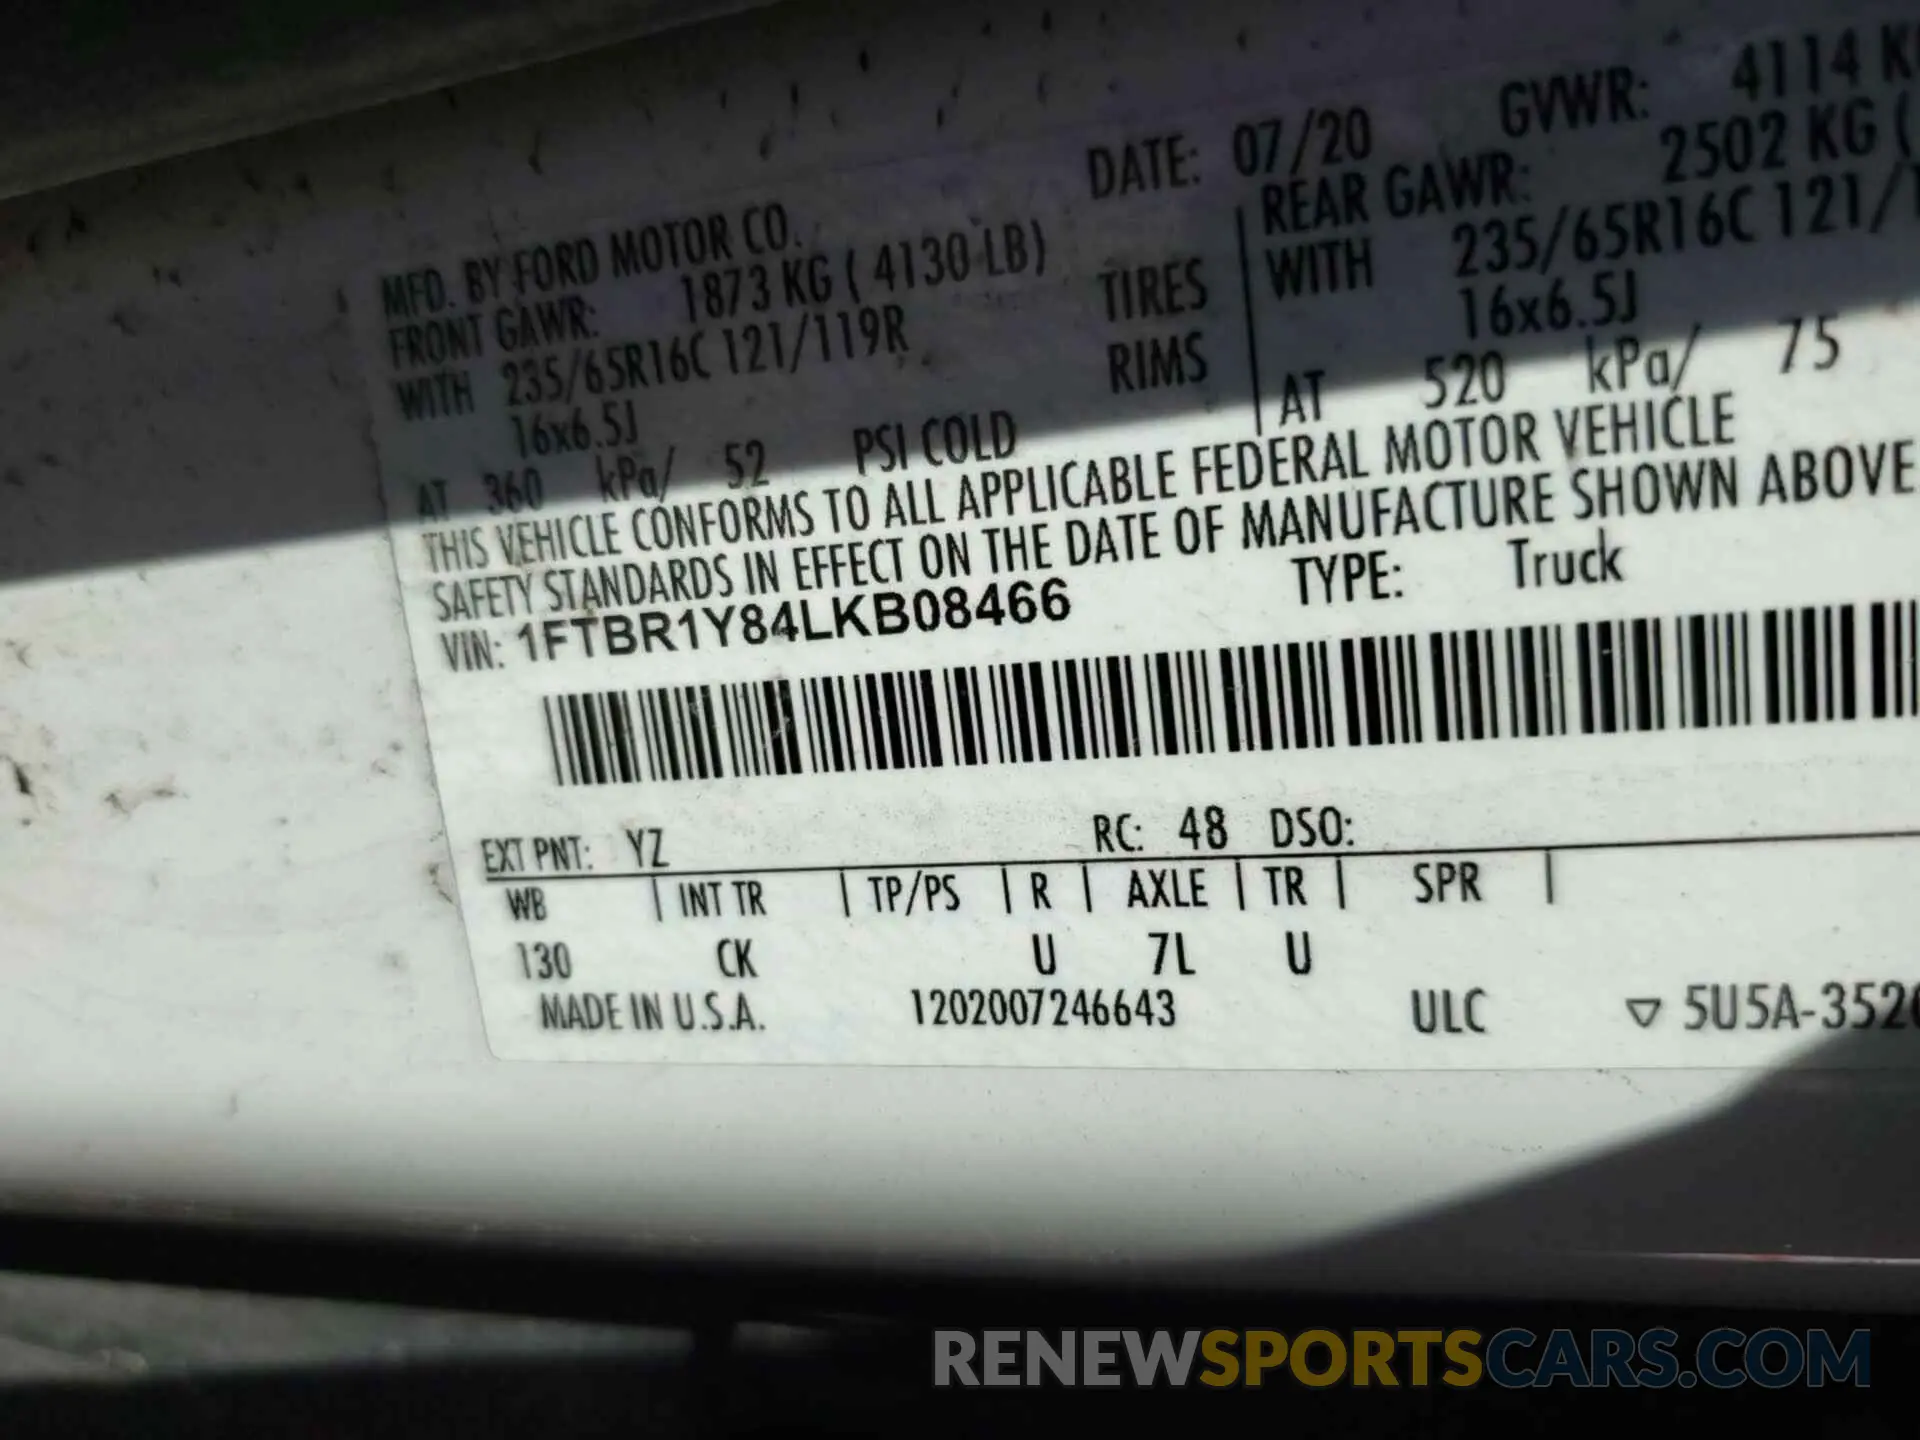 MFD. BY FORD MOTOR CO. DATE: 07/20 GVWR: 4114
FRONT GAWR: 1873 KG ( 4130 LB) REAR GAWR: 2502 KG (
WITH 235/65R16C 121/119R TIRES WITH 235/65R16C 121/
16x6.5J RIMS 16x6.5J
AT 360 kPa/ 52 PSI COLD AT 520 kPa/ 75
THIS VEHICLE CONFORMS TO ALL APPLICABLE FEDERAL MOTOR VEHICLE
SAFETY STANDARDS IN EFFECT ON THE DATE OF MANUFACTURE SHOWN ABOVE
VIN: 1FTBR1Y84LKB08466 TYPE: Truck
EXT PNT: YZ RC: 48 DSO:
WB | INT TR | TP/PS | R | AXLE | TR | SPR |
130 CK U 7L U
MADE IN U.S.A. 1202007246643 ULC ▽ 5U5A-352
RENEWSPORTSCARS.COM